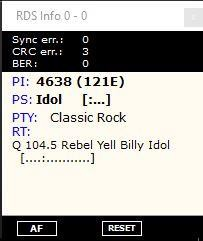 RDS Info 0 - 0 x
Sync err.: 0
CRC err.: 3
BER: 0
PI: 4638 (121E)
PS: Idol [:...]
PTY: Classic Rock
RT:
Q 104.5 Rebel Yell Billy Idol
[....:...........]
AF RESET